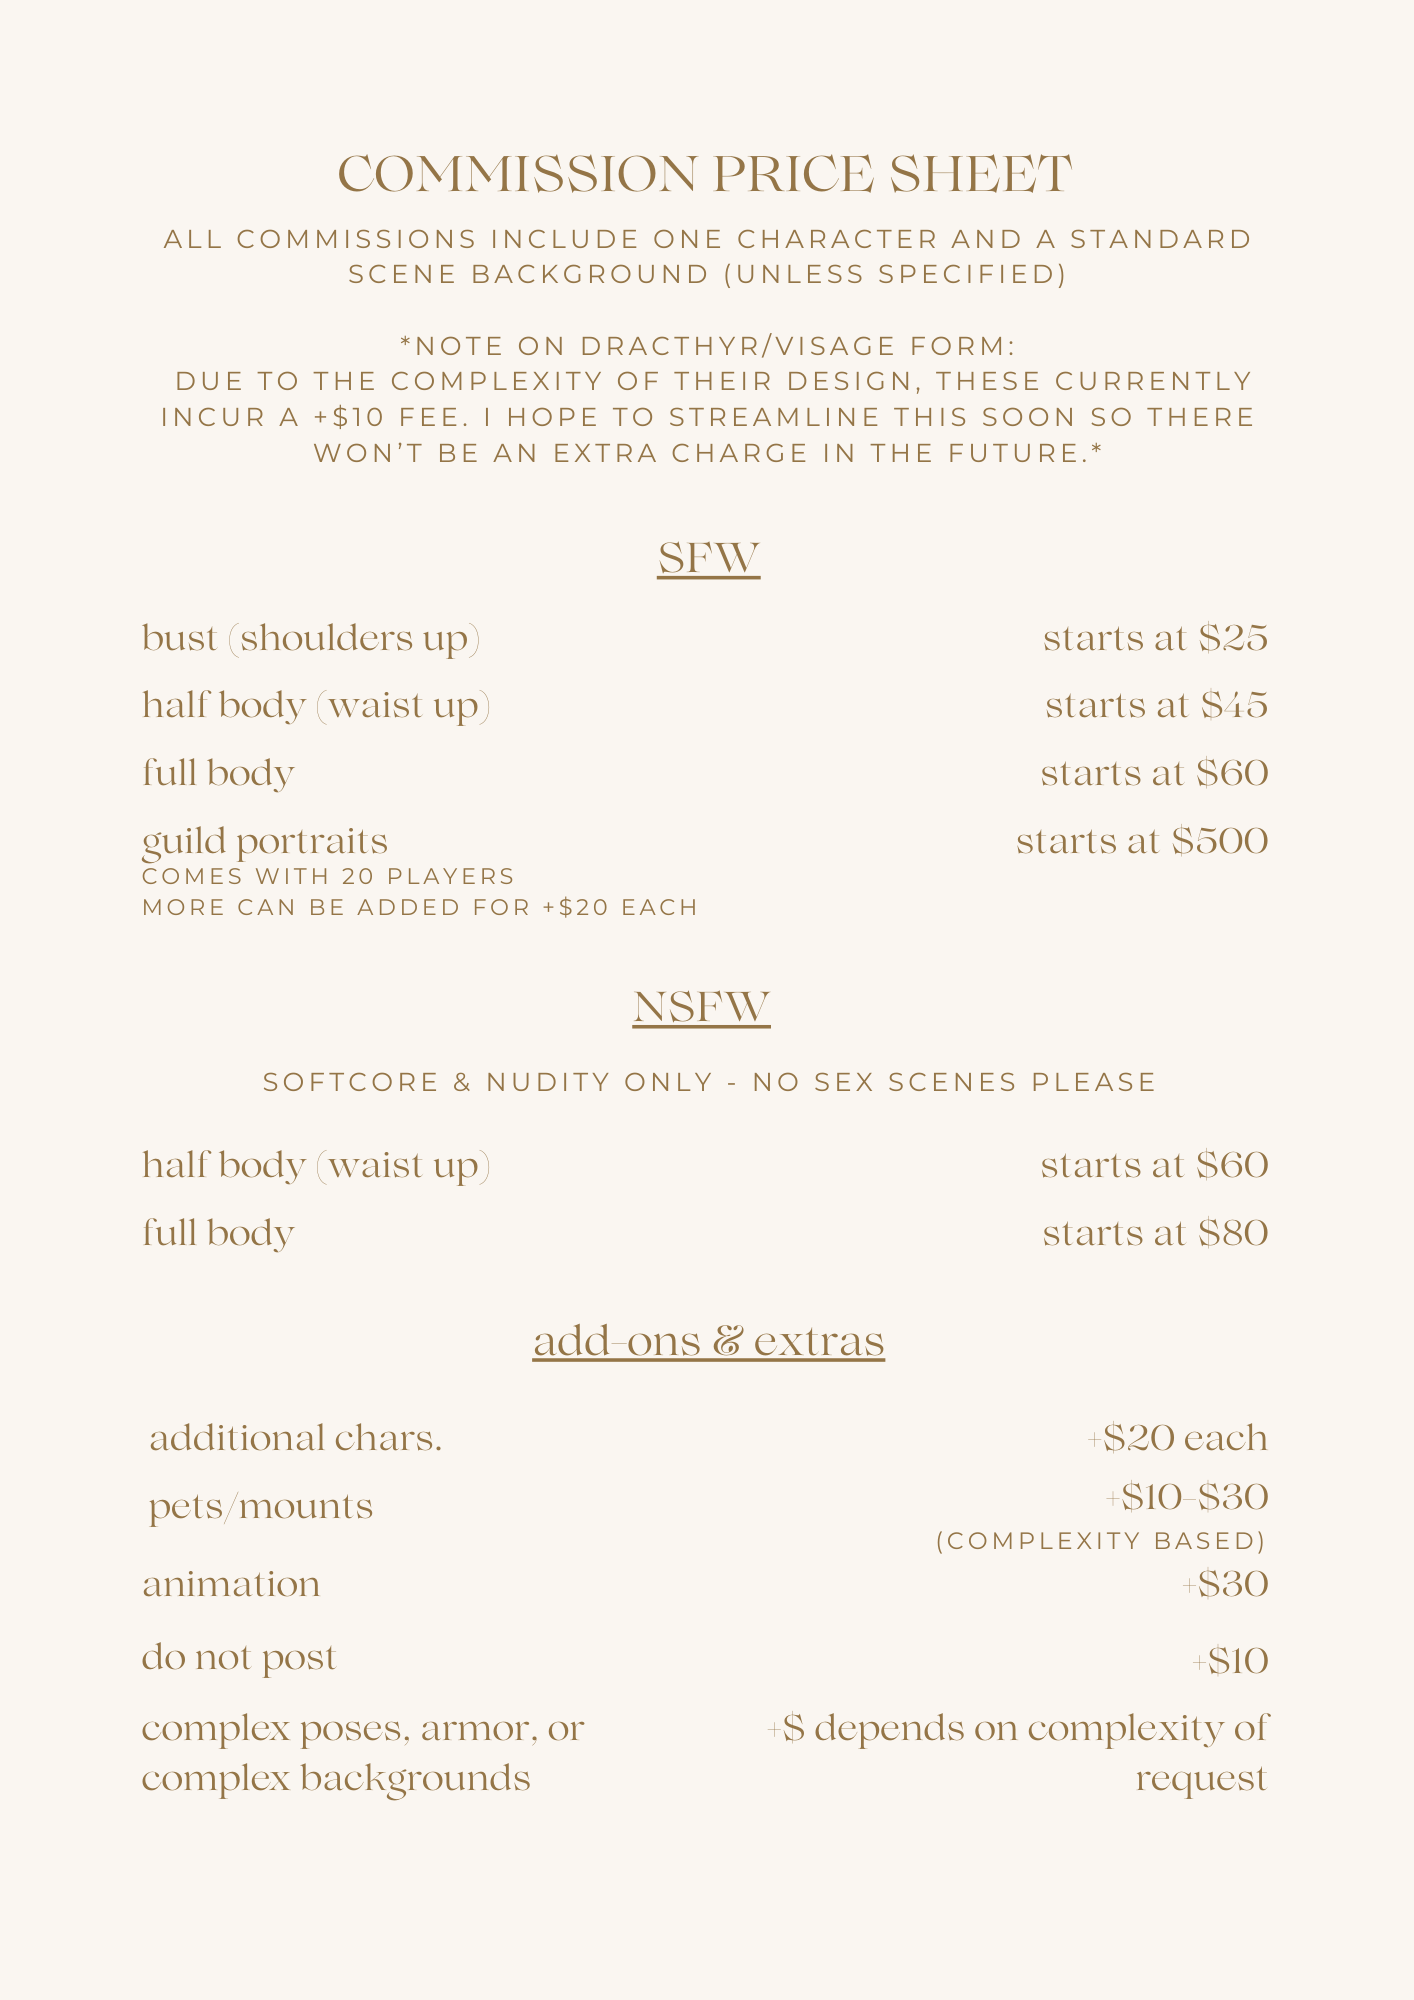 COMMISSION PRICE SHEET
ALL COMMISSIONS INCLUDE ONE CHARACTER AND A STANDARD
SCENE BACKGROUND (UNLESS SPECIFIED)
*NOTE ON DRACTHYR/VISAGE FORM:
DUE TO THE COMPLEXITY OF THEIR DESIGN, THESE CURRENTLY
INCUR A +$10 FEE. I HOPE TO STREAMLINE THIS SOON SO THERE
WON'T BE AN EXTRA CHARGE IN THE FUTURE.*
SFW
bust (shoulders up) starts at $25
half body (waist up) starts at $45
full body starts at $60
guild portraits starts at $500
COMES WITH 20 PLAYERS
MORE CAN BE ADDED FOR +$20 EACH
NSFW
SOFTCORE & NUDITY ONLY - NO SEX SCENES PLEASE
half body (waist up) starts at $60
full body starts at $80
add-ons & extras
additional chars. +$20 each
pets/mounts +$10-$30
(COMPLEXITY BASED)
animation +$30
do not post +$10
complex poses, armor, or +$ depends on complexity of
complex backgrounds request